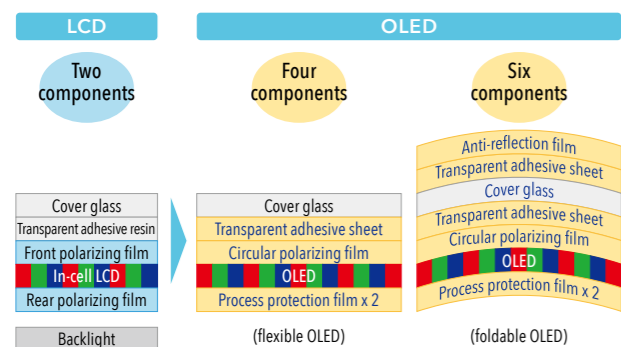 LCD
OLED
Two
components
Four
components
Six
components
Cover glass
Transparent adhesive resin
Front polarizing film
In-cell LCD
Rear polarizing film
Backlight
Cover glass
Transparent adhesive sheet
Circular polarizing film
OLED
Process protection film x 2
(flexible OLED)
Anti-reflection film
Transparent adhesive sheet
Cover glass
Transparent adhesive sheet
Circular polarizing film
OLED
Process protection film x 2
(foldable OLED)